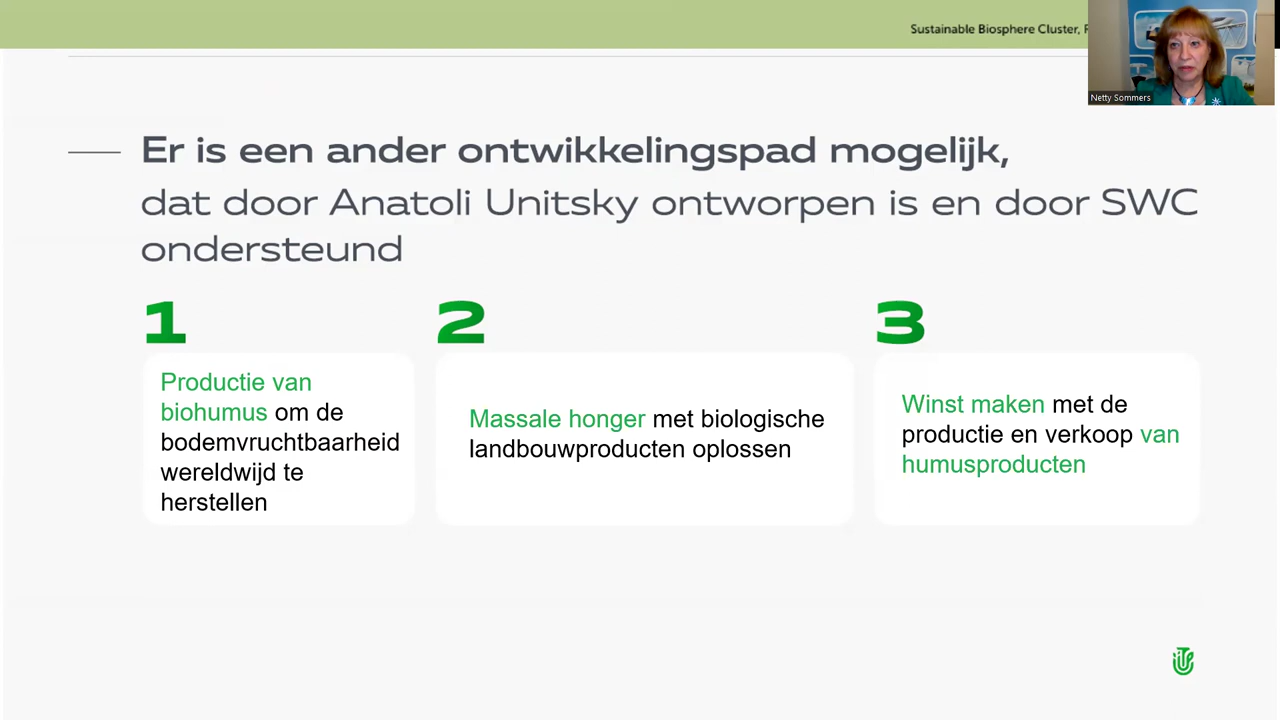 Sustainable Biosphere Cluster,
Netty Sommers
Er is een ander ontwikkelingspad mogelijk,
dat door Anatoli Unitsky ontworpen is en door SWC
ondersteund
1
Productie van
biohumus om de
bodemvruchtbaarheid
wereldwijd te
herstellen
2
Massale honger met biologische
landbouwproducten oplossen
3
Winst maken met de
productie en verkoop van
humusproducten